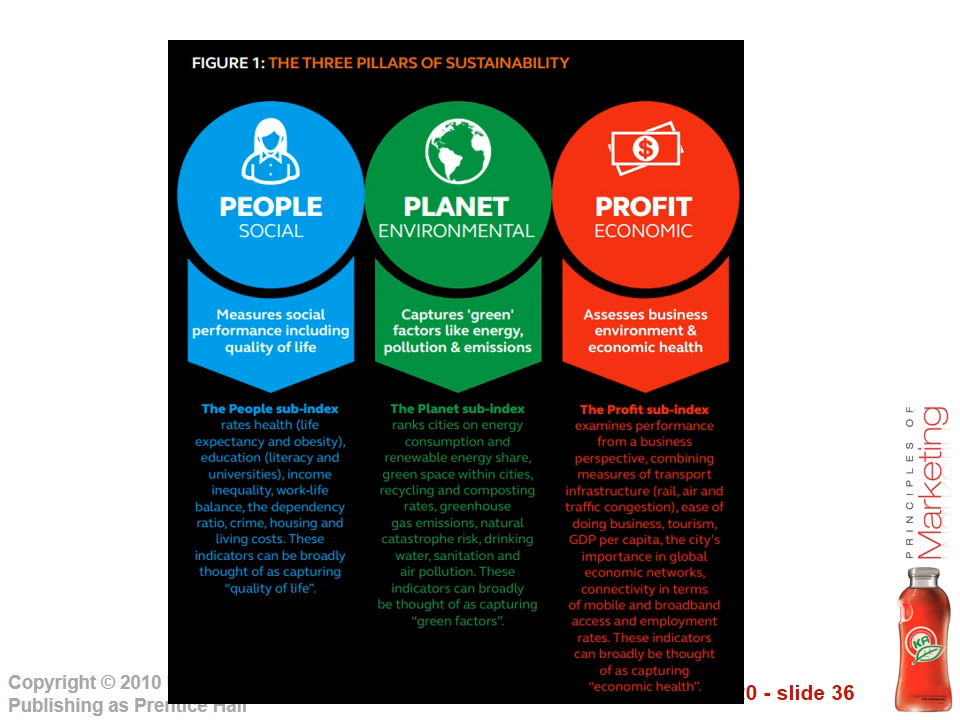 FIGURE 1: THE THREE PILLARS OF SUSTAINABILITY
PEOPLE
SOCIAL
Measures social
performance including
quality of life
The People sub-index
rates health (life
expectancy and obesity),
education (literacy and
universities), income
inequality, work-life
balance, the dependency
ratio, crime, housing and
living costs. These
indicators can be broadly
thought of as capturing
“quality of life”.
PLANET
ENVIRONMENTAL
Captures 'green'
factors like energy,
pollution & emissions
The Planet sub-index
ranks cities on energy
consumption and
renewable energy share,
green space within cities,
recycling and composting
rates, greenhouse
gas emissions, natural
catastrophe risk, drinking
water, sanitation and
air pollution. These
indicators can broadly
be thought of as capturing
“green factors”.
PROFIT
ECONOMIC
Assesses business
environment &
economic health
The Profit sub-index
examines performance
from a business
perspective, combining
measures of transport
infrastructure (rail, air and
traffic congestion), ease of
doing business, tourism,
GDP per capita, the city’s
importance in global
economic networks,
connectivity in terms
of mobile and broadband
access and employment
rates. These indicators
can broadly be thought
of as capturing
“economic health”.
PRINCIPLES OF
Marketing
KA
Copyright © 2010
Publishing as Prentice Hall
0 - slide 36